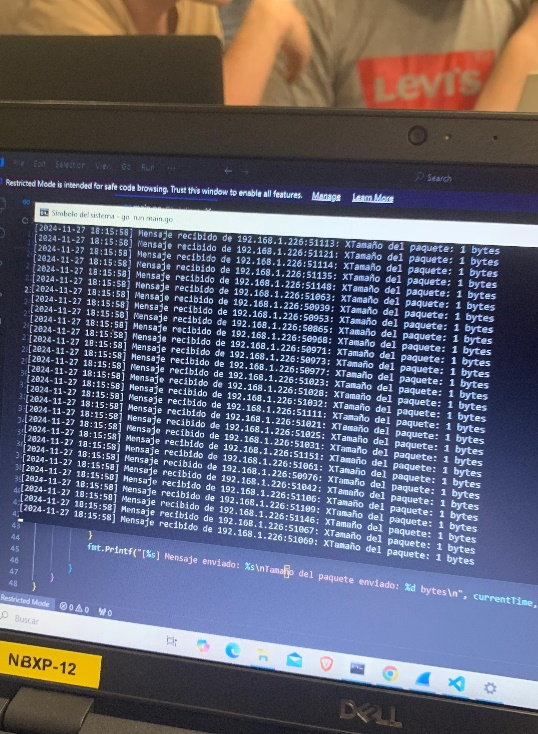 LEVI'S
Search
Restricted Mode is intended for safe code browsing. Trust this window to enable all features. Manage Learn More
Símbolo del sistema - go run main.go
[2024-11-27 18:15:58] Mensaje recibido de 192.168.1.226:51113: XTamaño del paquete: 1 bytes
[2024-11-27 18:15:58] Mensaje recibido de 192.168.1.226:51121: XTamaño del paquete: 1 bytes
[2024-11-27 18:15:58] Mensaje recibido de 192.168.1.226:51114: XTamaño del paquete: 1 bytes
[2024-11-27 18:15:58] Mensaje recibido de 192.168.1.226:51135: XTamaño del paquete: 1 bytes
[2024-11-27 18:15:58] Mensaje recibido de 192.168.1.226:51148: XTamaño del paquete: 1 bytes
[2024-11-27 18:15:58] Mensaje recibido de 192.168.1.226:51063: XTamaño del paquete: 1 bytes
[2024-11-27 18:15:58] Mensaje recibido de 192.168.1.226:50939: XTamaño del paquete: 1 bytes
[2024-11-27 18:15:58] Mensaje recibido de 192.168.1.226:50953: XTamaño del paquete: 1 bytes
[2024-11-27 18:15:58] Mensaje recibido de 192.168.1.226:50865: XTamaño del paquete: 1 bytes
[2024-11-27 18:15:58] Mensaje recibido de 192.168.1.226:50968: XTamaño del paquete: 1 bytes
[2024-11-27 18:15:58] Mensaje recibido de 192.168.1.226:50971: XTamaño del paquete: 1 bytes
[2024-11-27 18:15:58] Mensaje recibido de 192.168.1.226:50973: XTamaño del paquete: 1 bytes
[2024-11-27 18:15:58] Mensaje recibido de 192.168.1.226:50977: XTamaño del paquete: 1 bytes
[2024-11-27 18:15:58] Mensaje recibido de 192.168.1.226:51023: XTamaño del paquete: 1 bytes
[2024-11-27 18:15:58] Mensaje recibido de 192.168.1.226:51028: XTamaño del paquete: 1 bytes
[2024-11-27 18:15:58] Mensaje recibido de 192.168.1.226:51032: XTamaño del paquete: 1 bytes
[2024-11-27 18:15:58] Mensaje recibido de 192.168.1.226:51111: XTamaño del paquete: 1 bytes
[2024-11-27 18:15:58] Mensaje recibido de 192.168.1.226:51021: XTamaño del paquete: 1 bytes
[2024-11-27 18:15:58] Mensaje recibido de 192.168.1.226:51025: XTamaño del paquete: 1 bytes
[2024-11-27 18:15:58] Mensaje recibido de 192.168.1.226:51031: XTamaño del paquete: 1 bytes
[2024-11-27 18:15:58] Mensaje recibido de 192.168.1.226:51151: XTamaño del paquete: 1 bytes
[2024-11-27 18:15:58] Mensaje recibido de 192.168.1.226:51061: XTamaño del paquete: 1 bytes
[2024-11-27 18:15:58] Mensaje recibido de 192.168.1.226:50976: XTamaño del paquete: 1 bytes
[2024-11-27 18:15:58] Mensaje recibido de 192.168.1.226:51042: XTamaño del paquete: 1 bytes
[2024-11-27 18:15:58] Mensaje recibido de 192.168.1.226:51106: XTamaño del paquete: 1 bytes
[2024-11-27 18:15:58] Mensaje recibido de 192.168.1.226:51109: XTamaño del paquete: 1 bytes
[2024-11-27 18:15:58] Mensaje recibido de 192.168.1.226:51146: XTamaño del paquete: 1 bytes
[2024-11-27 18:15:58] Mensaje recibido de 192.168.1.226:51067: XTamaño del paquete: 1 bytes
[2024-11-27 18:15:58] Mensaje recibido de 192.168.1.226:51069: XTamaño del paquete: 1 bytes
43
44 }
45 fmt.Printf("[%s] Mensaje enviado: %s\nTamaño del paquete enviado: %d bytes\n", currentTime,
46 }
47 }
48 }
Restricted Mode 0 0 0
Buscar
NBXP-12
DELL